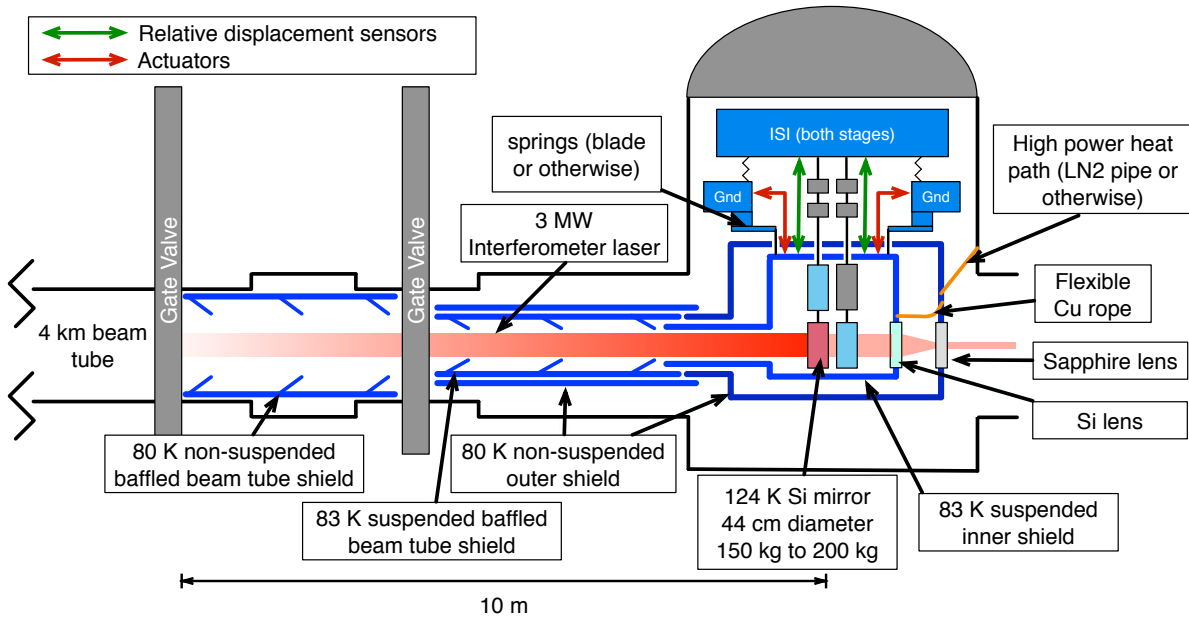 Relative displacement sensors
Actuators
springs (blade
or otherwise)
ISI (both stages)
High power heat
path (LN2 pipe or
otherwise)
Gnd
Gnd
3 MW
Interferometer laser
Gate Valve
Gate Valve
4 km beam
tube
Flexible
Cu rope
Sapphire lens
Si lens
80 K non-suspended
baffled beam tube shield
80 K non-suspended
outer shield
83 K suspended baffled
beam tube shield
124 K Si mirror
44 cm diameter
150 kg to 200 kg
83 K suspended
inner shield
10 m